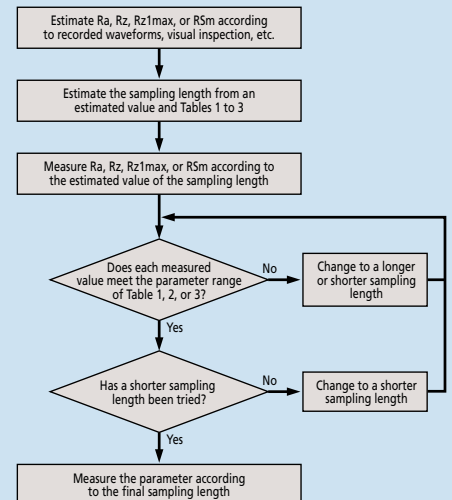 Estimate Ra, Rz, Rz1max, or RSm according
to recorded waveforms, visual inspection, etc.
Estimate the sampling length from an
estimated value and Tables 1 to 3
Measure Ra, Rz, Rz1max, or RSm according to
the estimated value of the sampling length
Does each measured
value meet the parameter range
of Table 1, 2, or 3?
No
Change to a longer
or shorter sampling
length
Yes
Has a shorter sampling
length been tried?
No
Change to a shorter
sampling length
Yes
Measure the parameter according
to the final sampling length